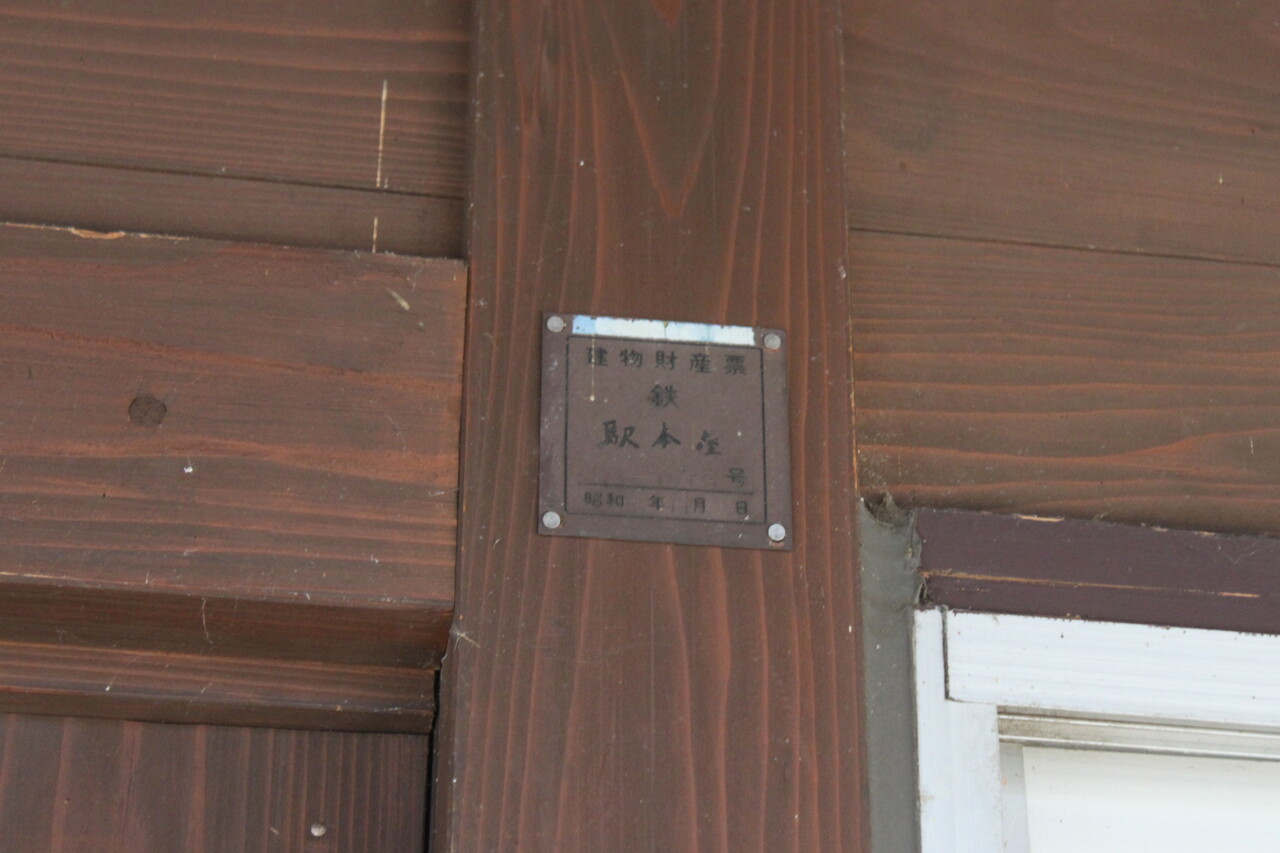 建物財産票
鉄
駅本屋
号
昭和 年 月 日